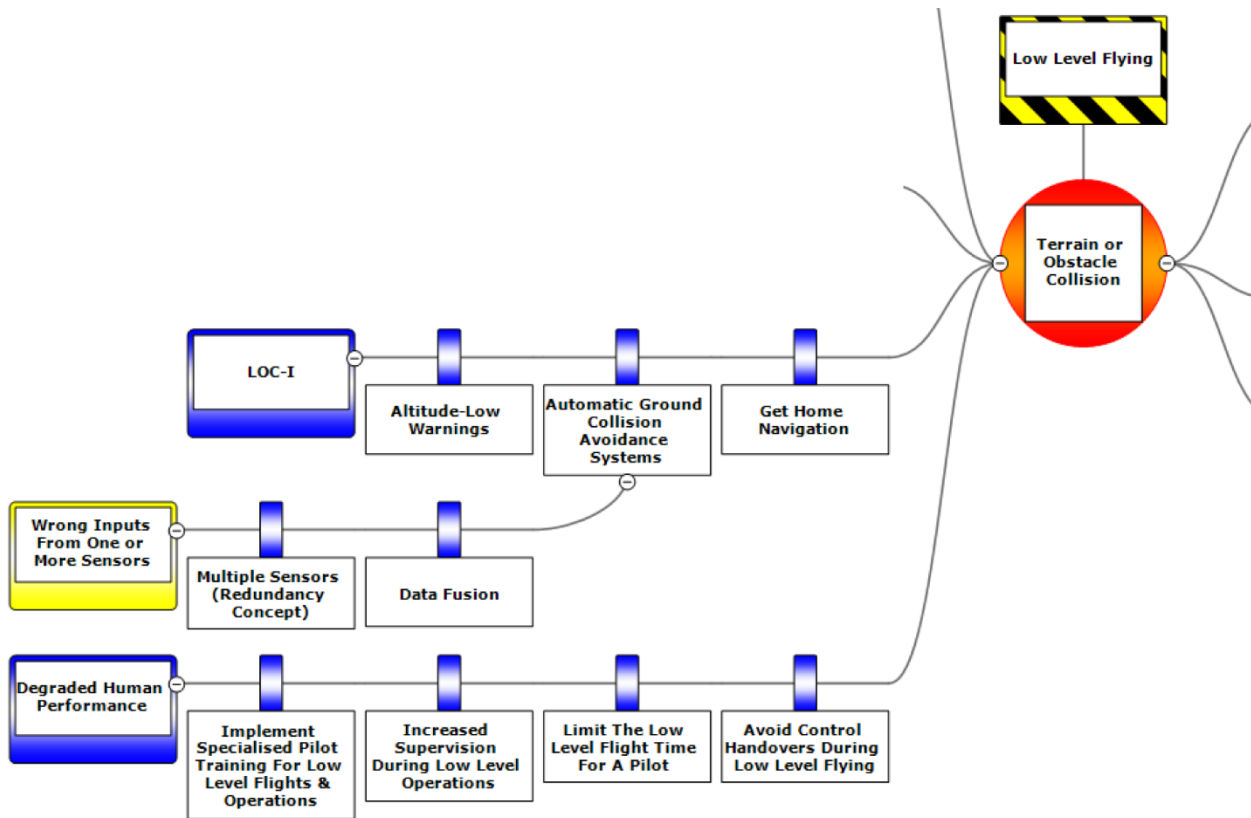 Low Level Flying
Terrain or
Obstacle
Collision
LOC-I
Altitude-Low
Warnings
Automatic Ground
Collision
Avoidance
Systems
Get Home
Navigation
Wrong Inputs
From One or
More Sensors
Multiple Sensors
(Redundancy
Concept)
Data Fusion
Degraded Human
Performance
Implement
Specialised Pilot
Training For Low
Level Flights &
Operations
Increased
Supervision
During Low Level
Operations
Limit The Low
Level Flight Time
For A Pilot
Avoid Control
Handovers During
Low Level Flying